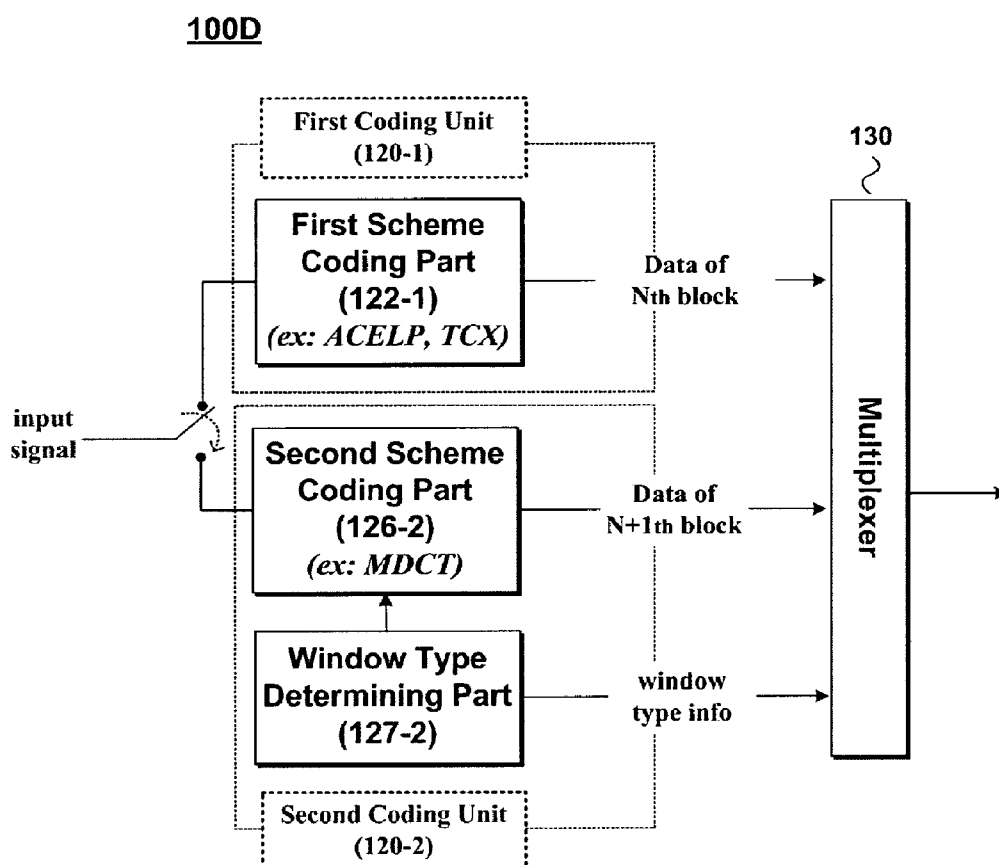 100D
First Coding Unit
(120-1)
130
First Scheme
Coding Part
(122-1)
(ex: ACELP, TCX)
Data of
Nth block
input
signal
Second Scheme
Coding Part
(126-2)
(ex: MDCT)
Data of
N+1th block
Multiplexer
Window Type
Determining Part
(127-2)
window
type info
Second Coding Unit
(120-2)